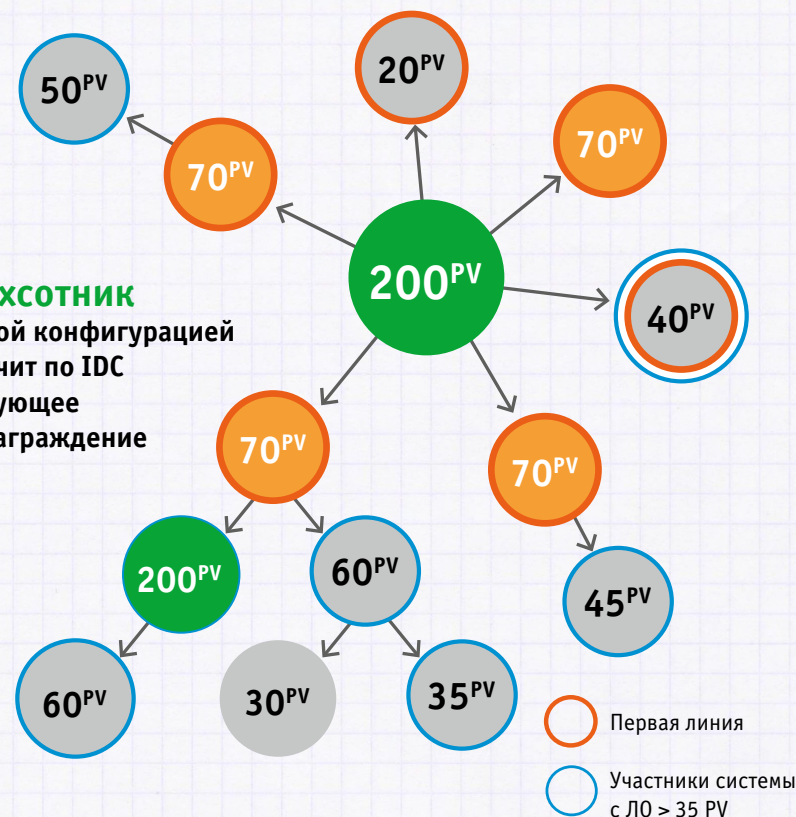 20PV
50PV
70PV
70PV
200PV
40PV
хсотник
ой конфигурацией
чит по IDC
ующее
аграждение
70PV
70PV
200PV
60PV
45PV
60PV
30PV
35PV
Первая линия
Участники системы
с ЛО > 35 PV